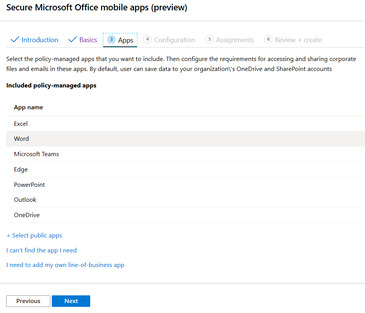 Secure Microsoft Office mobile apps (preview)
Introduction
Basics
3 Apps
4 Configuration
5 Assignments
6 Review + create
Select the policy-managed apps that you want to include. Then configure the requirements for accessing and sharing corporate
files and emails in these apps. By default, user can save data to your organization\'s OneDrive and SharePoint accounts
Included policy-managed apps
App name
Excel
Word
Microsoft Teams
Edge
PowerPoint
Outlook
OneDrive
+ Select public apps
I can't find the app I need
I need to add my own line-of-business app
Previous
Next